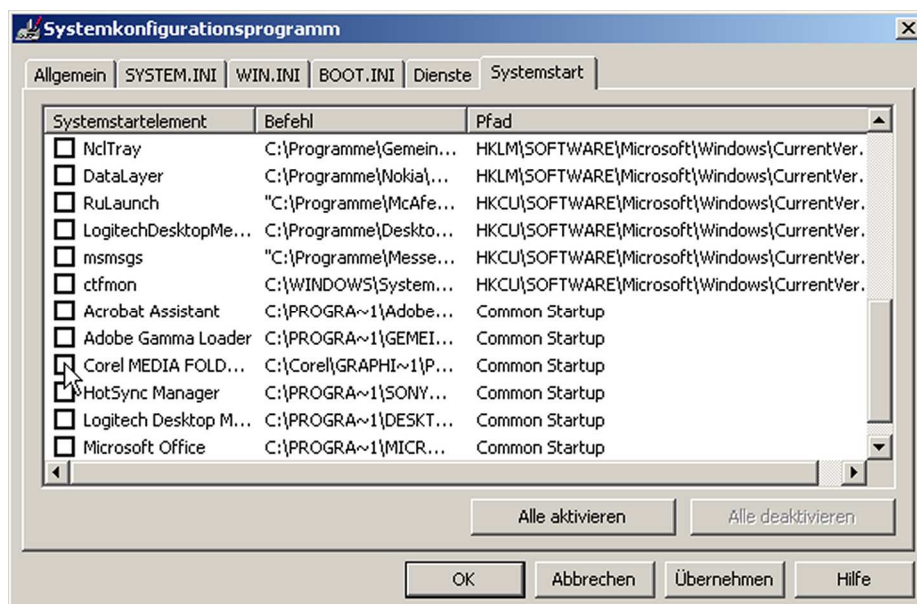 Systemkonfigurationsprogramm
Allgemein SYSTEM.INI WIN.INI BOOT.INI Dienste Systemstart
Systemstartelement Befehl Pfad
NclTray C:\Programme\Gemein... HKLM\SOFTWARE\Microsoft\Windows\CurrentVer.
DataLayer C:\Programme\Nokia\... HKLM\SOFTWARE\Microsoft\Windows\CurrentVer.
RuLaunch "C:\Programme\McAfe... HKCU\SOFTWARE\Microsoft\Windows\CurrentVer.
LogitechDesktopMe... C:\Programme\Deskto... HKCU\SOFTWARE\Microsoft\Windows\CurrentVer.
msmsgs "C:\Programme\Messe... HKCU\SOFTWARE\Microsoft\Windows\CurrentVer.
ctfmon C:\WINDOWS\System... HKCU\SOFTWARE\Microsoft\Windows\CurrentVer.
Acrobat Assistant C:\PROGRA~1\Adobe... Common Startup
Adobe Gamma Loader C:\PROGRA~1\GEMEI... Common Startup
Corel MEDIA FOLD... C:\Corel\GRAPHI~1\P... Common Startup
HotSync Manager C:\PROGRA~1\SONY... Common Startup
Logitech Desktop M... C:\PROGRA~1\DESKT... Common Startup
Microsoft Office C:\PROGRA~1\MICR... Common Startup
Alle aktivieren Alle deaktivieren
OK Abbrechen Übernehmen Hilfe